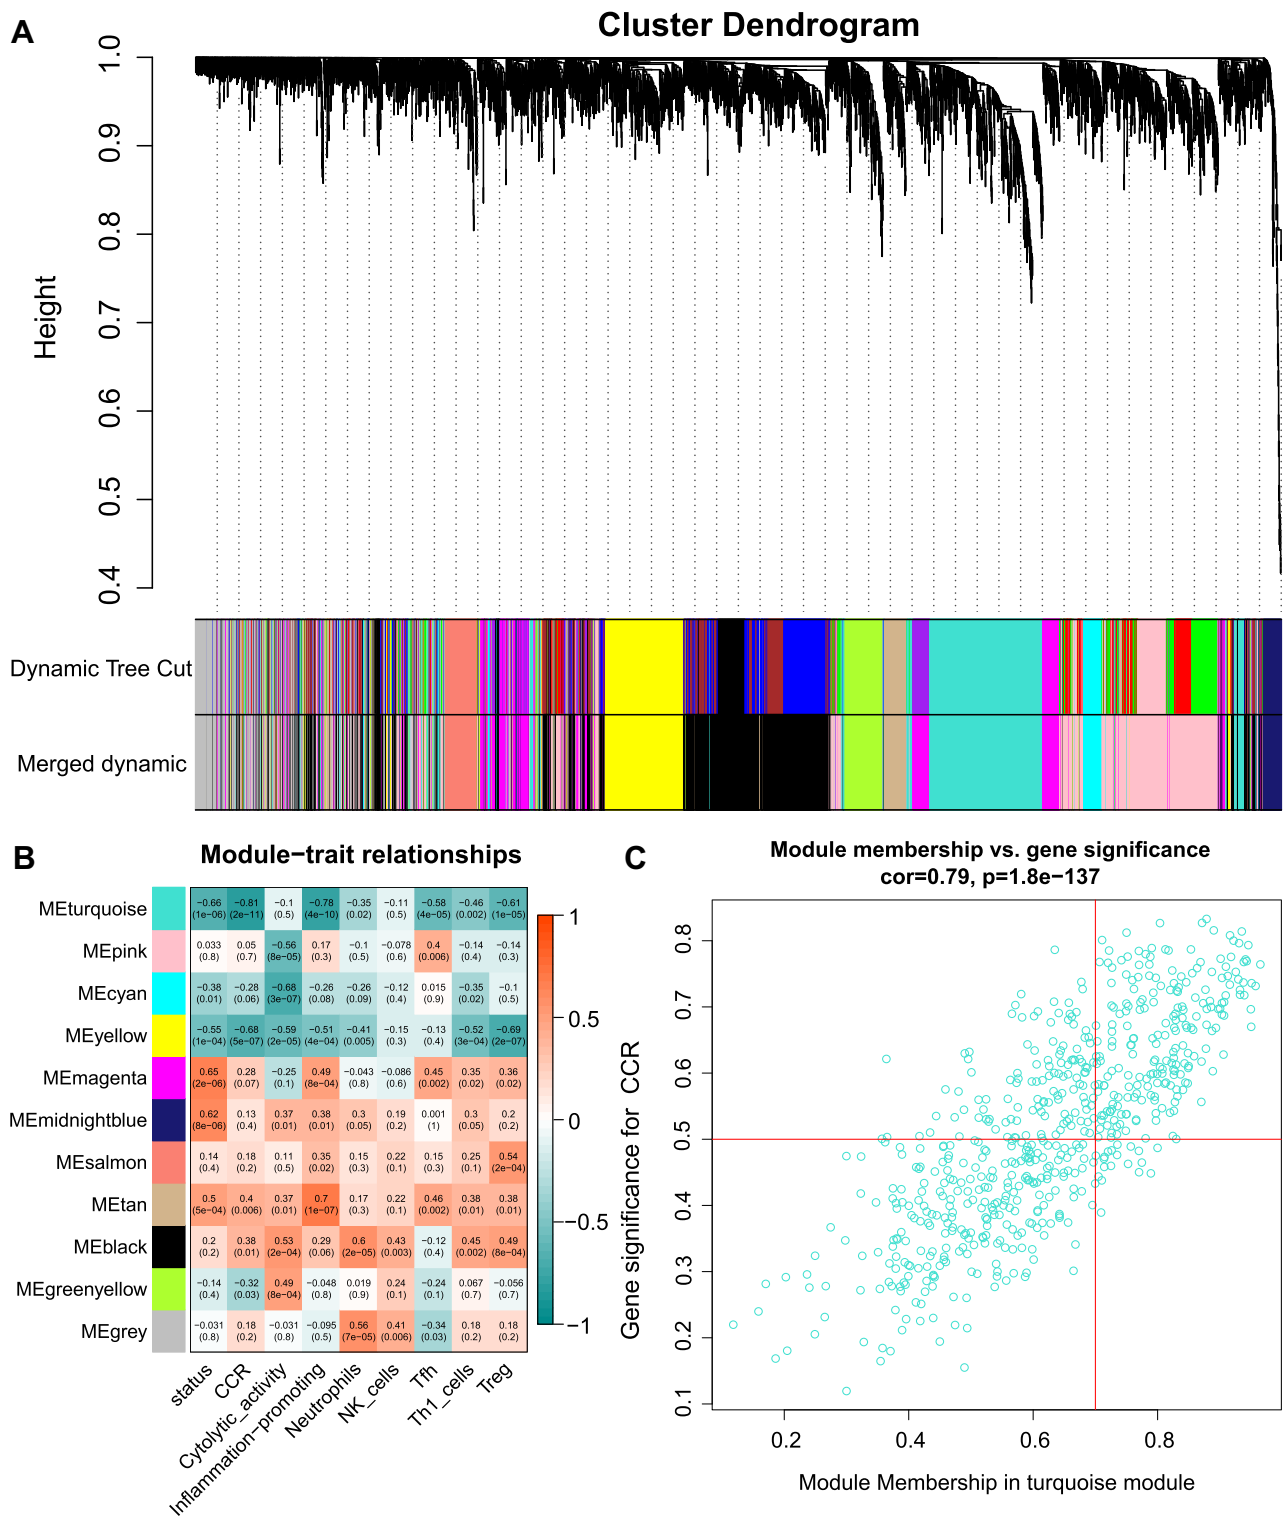 A
Cluster Dendrogram
Height
1.0
0.9
0.8
0.7
0.6
0.5
0.4
Dynamic Tree Cut
Merged dynamic
B
Module−trait relationships
MEturquoise −0.66 −0.81 −0.1 −0.78 −0.35 −0.11 −0.58 −0.46 −0.61
(1e−06) (2e−11) (0.5) (4e−10) (0.02) (0.5) (4e−05) (0.002) (1e−05)
MEpink 0.033 0.05 −0.56 0.17 −0.1 −0.078 0.4 −0.14 −0.14
(0.8) (0.7) (8e−05) (0.3) (0.5) (0.6) (0.006) (0.4) (0.3)
MEcyan −0.38 −0.28 −0.68 −0.26 −0.26 −0.12 0.015 −0.35 −0.1
(0.01) (0.06) (3e−07) (0.08) (0.09) (0.4) (0.9) (0.02) (0.5)
MEyellow −0.55 −0.68 −0.59 −0.51 −0.41 −0.15 −0.13 −0.52 −0.69
(1e−04) (5e−07) (2e−05) (4e−04) (0.005) (0.3) (0.4) (3e−04) (2e−07)
MEmagenta 0.65 0.28 −0.25 0.49 −0.043 −0.086 0.45 0.35 0.36
(2e−06) (0.07) (0.1) (8e−04) (0.8) (0.6) (0.002) (0.02) (0.02)
MEmidnightblue 0.62 0.13 0.37 0.38 0.3 0.19 0.001 0.3 0.2
(8e−06) (0.4) (0.01) (0.01) (0.05) (0.2) (1) (0.05) (0.2)
MEsalmon 0.14 0.18 0.11 0.35 0.15 0.22 0.15 0.25 0.54
(0.4) (0.2) (0.5) (0.02) (0.3) (0.1) (0.3) (0.1) (2e−04)
MEtan 0.5 0.4 0.37 0.7 0.17 0.22 0.46 0.38 0.38
(5e−04) (0.006) (0.01) (1e−07) (0.3) (0.1) (0.002) (0.01) (0.01)
MEblack 0.2 0.38 0.53 0.29 0.6 0.43 −0.12 0.45 0.49
(0.2) (0.01) (2e−04) (0.06) (2e−05) (0.003) (0.4) (0.002) (8e−04)
MEgreenyellow −0.14 −0.32 0.49 −0.048 0.019 0.24 −0.24 0.067 −0.056
(0.4) (0.03) (8e−04) (0.8) (0.9) (0.1) (0.1) (0.7) (0.7)
MEgrey −0.031 0.18 −0.031 −0.095 0.56 0.41 −0.34 0.18 0.18
(0.8) (0.2) (0.8) (0.5) (7e−05) (0.006) (0.03) (0.2) (0.2)
status
CCR
Cytolytic_activity
Inflammation−promoting
Neutrophils
NK_cells
Tfh
Th1_cells
Treg
1
0.5
0
−0.5
−1
C
Module membership vs. gene significance
cor=0.79, p=1.8e−137
Gene significance for CCR
0.8
0.7
0.6
0.5
0.4
0.3
0.2
0.1
0.2 0.4 0.6 0.8
Module Membership in turquoise module